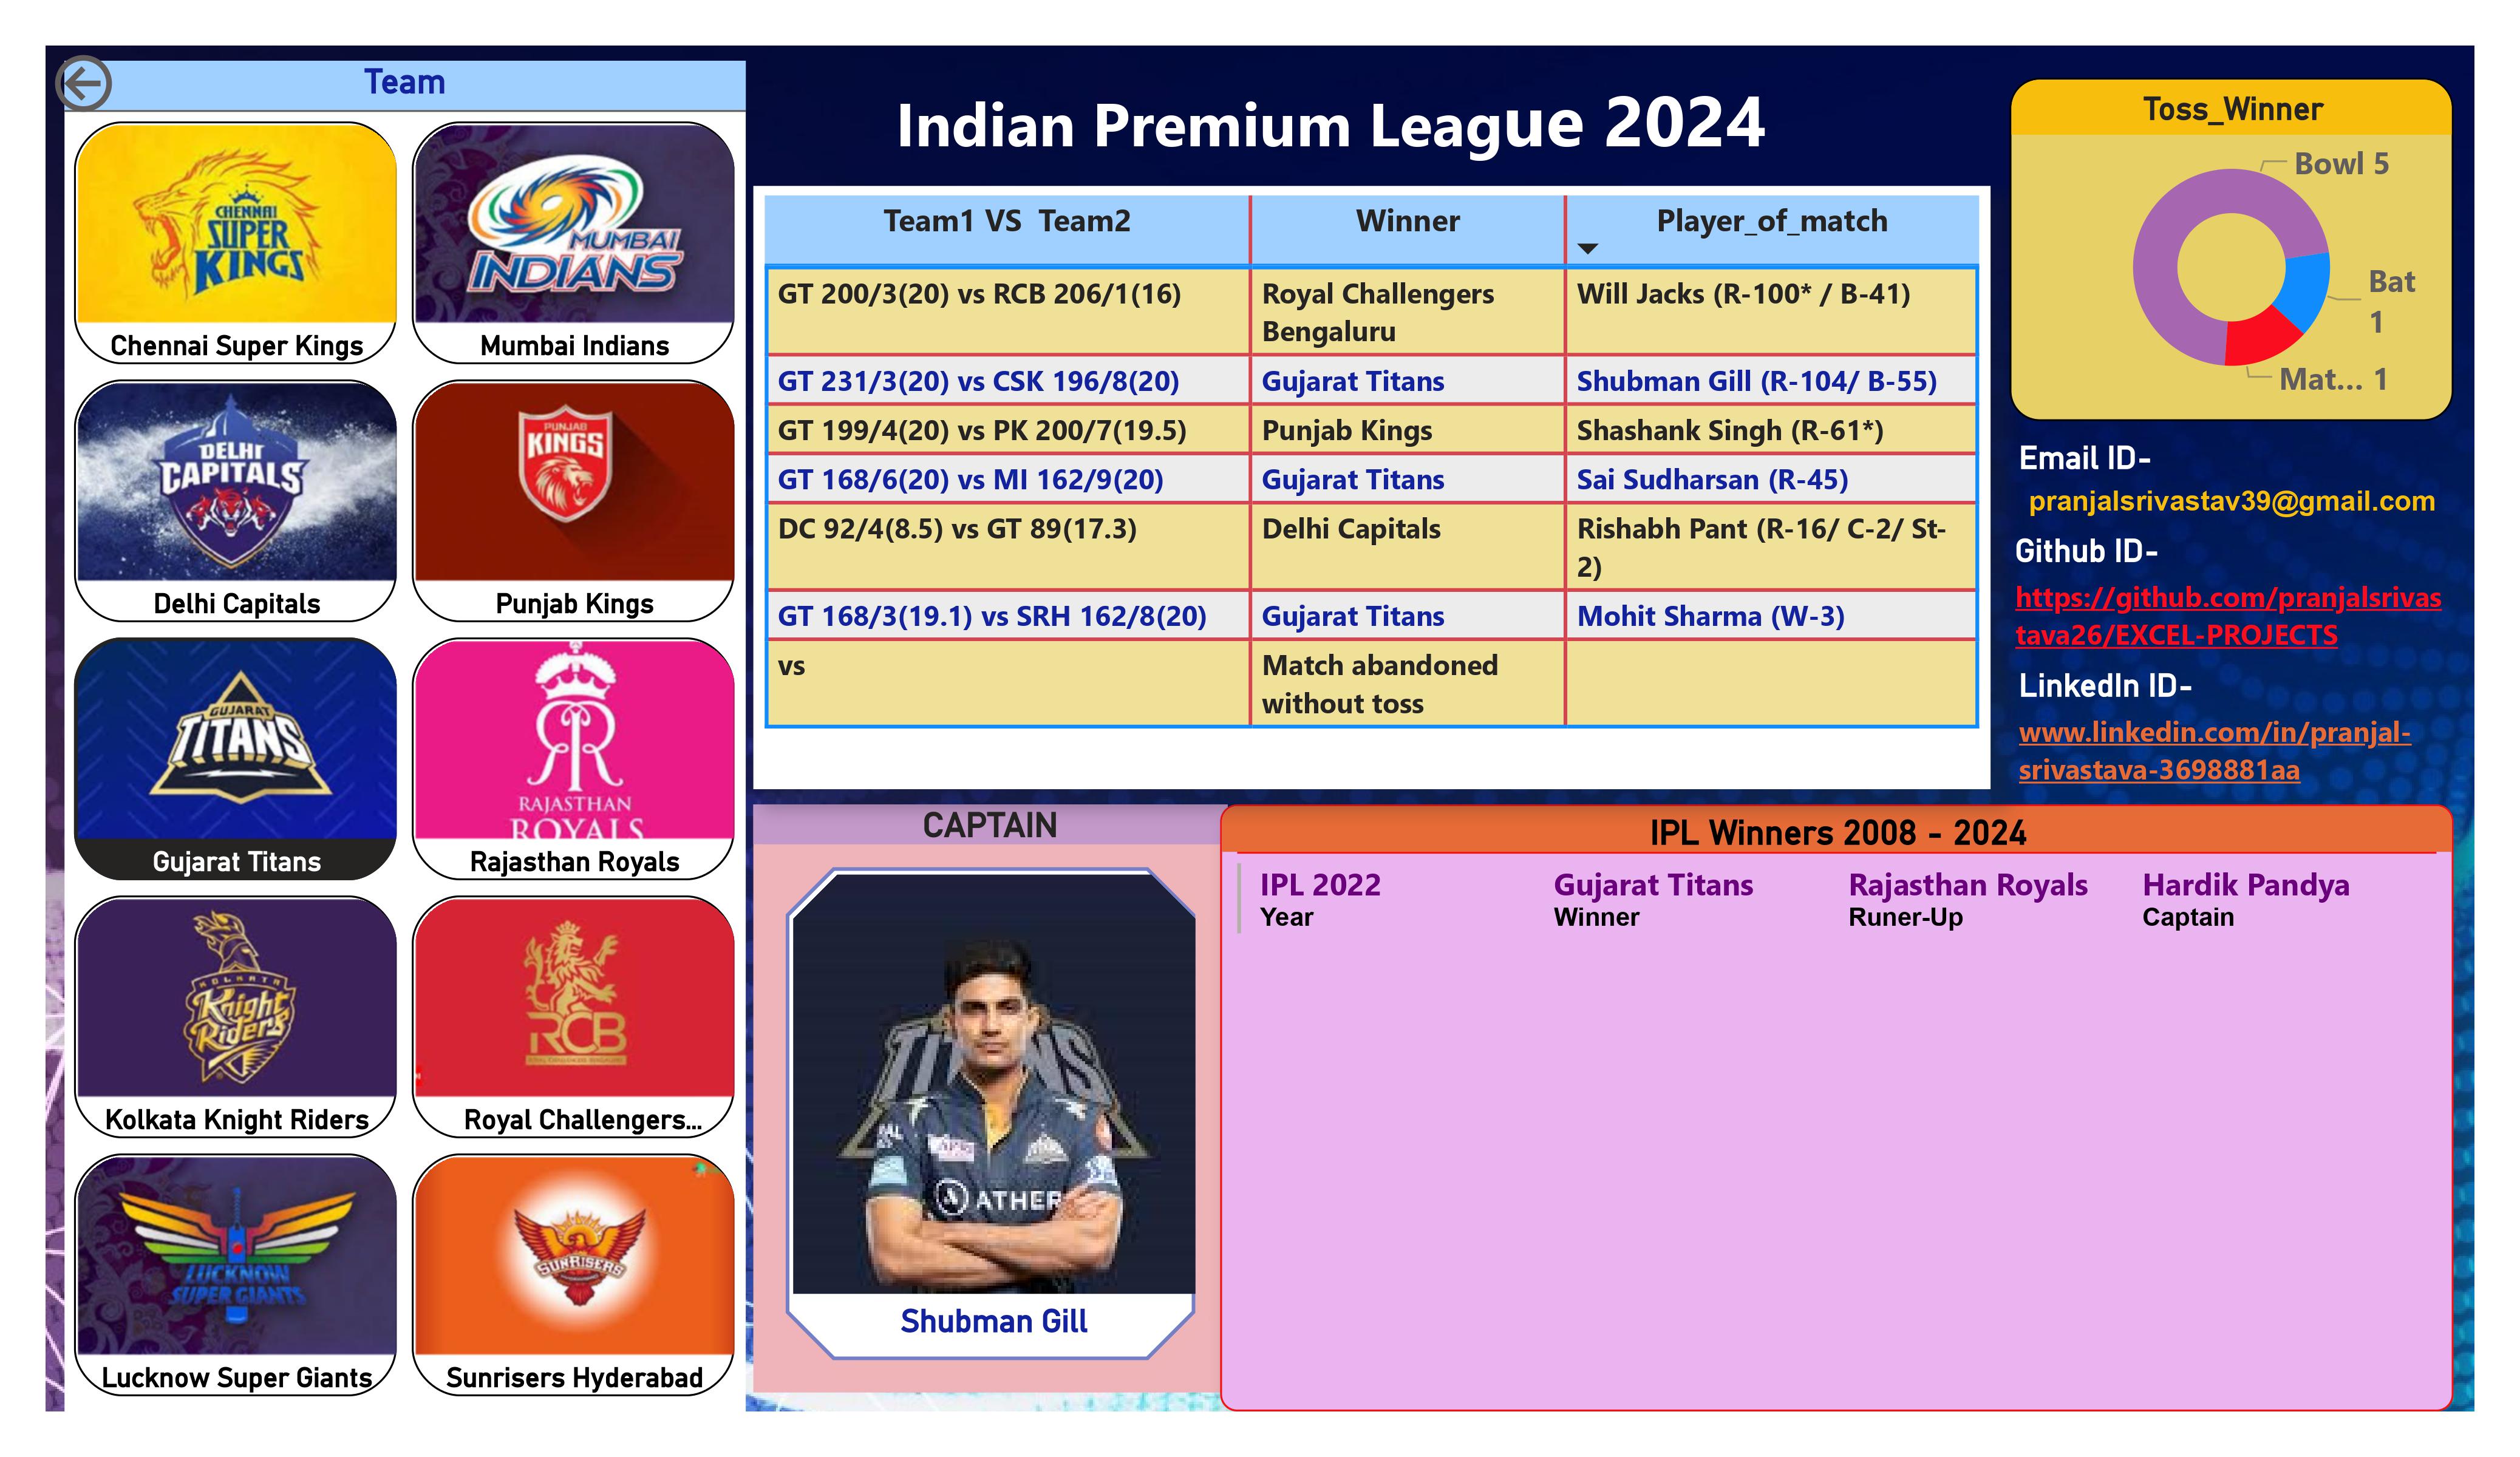 Team
CHENNAI
SUPER
KINGS
Chennai Super Kings
MUMBAI
INDIANS
Mumbai Indians
DELHI
CAPITALS
Delhi Capitals
PUNJAB
KINGS
Punjab Kings
GUJARAT
TITANS
Gujarat Titans
RAJASTHAN
ROYALS
Rajasthan Royals
KOLKATA
Knight
Riders
Kolkata Knight Riders
RCB
Royal Challengers...
LUCKNOW
SUPER GIANTS
Lucknow Super Giants
SUNRISERS
Sunrisers Hyderabad
Indian Premium League 2024
Team1 VS  Team2 Winner Player_of_match
GT 200/3(20) vs RCB 206/1(16) Royal Challengers Will Jacks (R-100* / B-41)
Bengaluru
GT 231/3(20) vs CSK 196/8(20) Gujarat Titans Shubman Gill (R-104/ B-55)
GT 199/4(20) vs PK 200/7(19.5) Punjab Kings Shashank Singh (R-61*)
GT 168/6(20) vs MI 162/9(20) Gujarat Titans Sai Sudharsan (R-45)
DC 92/4(8.5) vs GT 89(17.3) Delhi Capitals Rishabh Pant (R-16/ C-2/ St-
2)
GT 168/3(19.1) vs SRH 162/8(20) Gujarat Titans Mohit Sharma (W-3)
vs Match abandoned
without toss
Toss_Winner
Bowl 5
Bat
1
Mat... 1
Email ID-
pranjalsrivastav39@gmail.com
Github ID-
https://github.com/pranjalsrivas
tava26/EXCEL-PROJECTS
LinkedIn ID-
www.linkedin.com/in/pranjal-
srivastava-3698881aa
CAPTAIN
TITANS
ATHER
Shubman Gill
IPL Winners 2008 - 2024
IPL 2022 Gujarat Titans Rajasthan Royals Hardik Pandya
Year Winner Runer-Up Captain